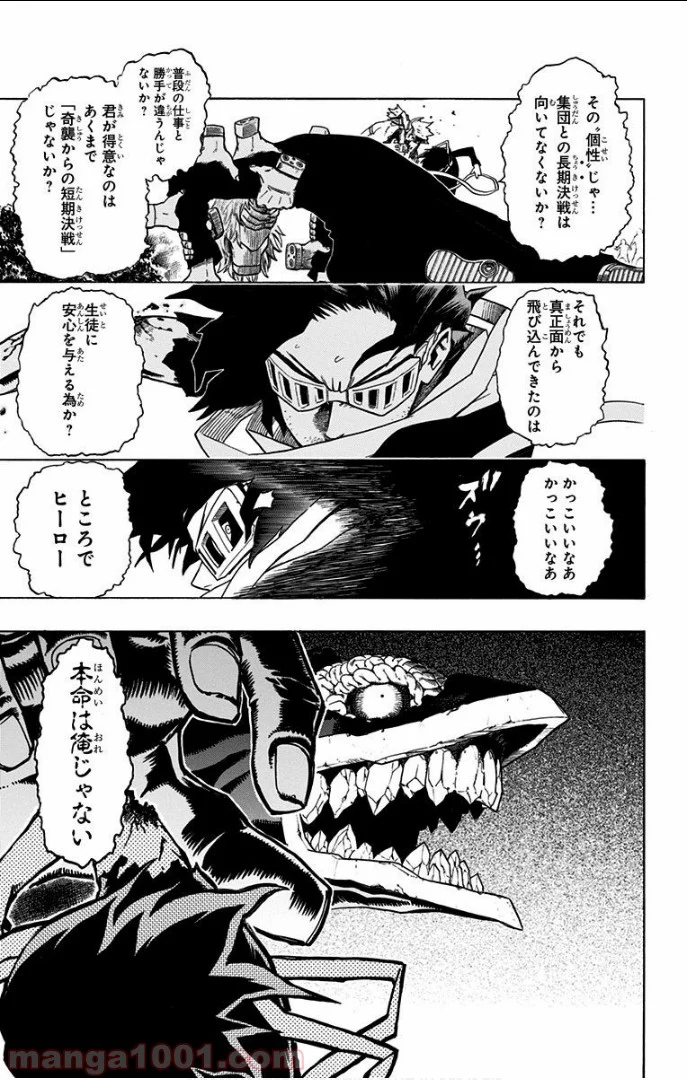 その〝個性〟じゃ…
集団との長期決戦は
向いてなくないか?
普段の仕事と
勝手が違うんじゃ
ないか?
君が得意なのは
あくまで
「奇襲からの短期決戦」
じゃないか?
それでも
真正面から
飛び込んできたのは
生徒に
安心を与える為か?
かっこいいなあ
かっこいいなあ
ズゥ…
ところで
ヒーロー
本命は俺じゃない
manga1001.com